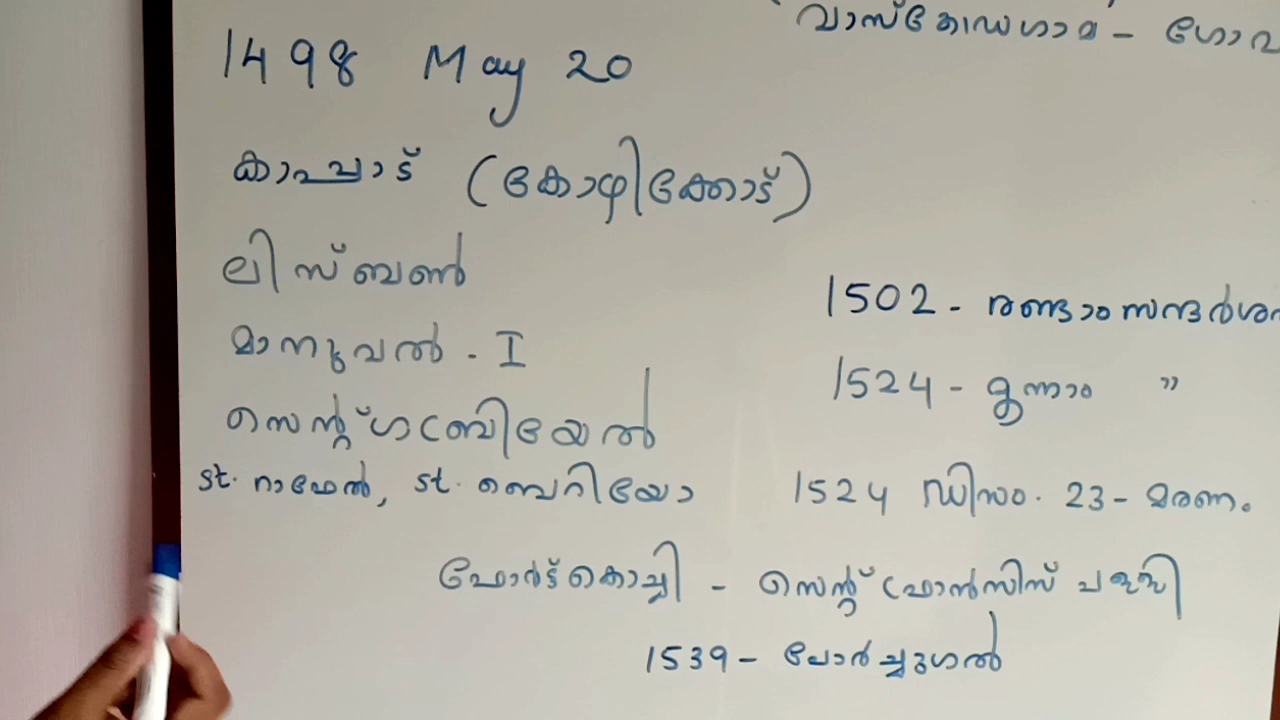 വാസ്കോഡഗാമ - ഗോവ
1498 May 20
കാപ്പാട് (കോഴിക്കോട്)
ലിസ്ബൺ
മാനുവൽ - I
സെന്റ് ഗബ്രിയേൽ
st. റാഫേൽ, st. ബെറിയോ
1502 - രണ്ടാം സന്ദർശ
1524 - മൂന്നാം "
1524 ഡിസം. 23 - മരണം
ഫോർട്ട്കൊച്ചി - സെന്റ് ഫ്രാൻസിസ് പള്ളി
1539 - പോർച്ചുഗൽ